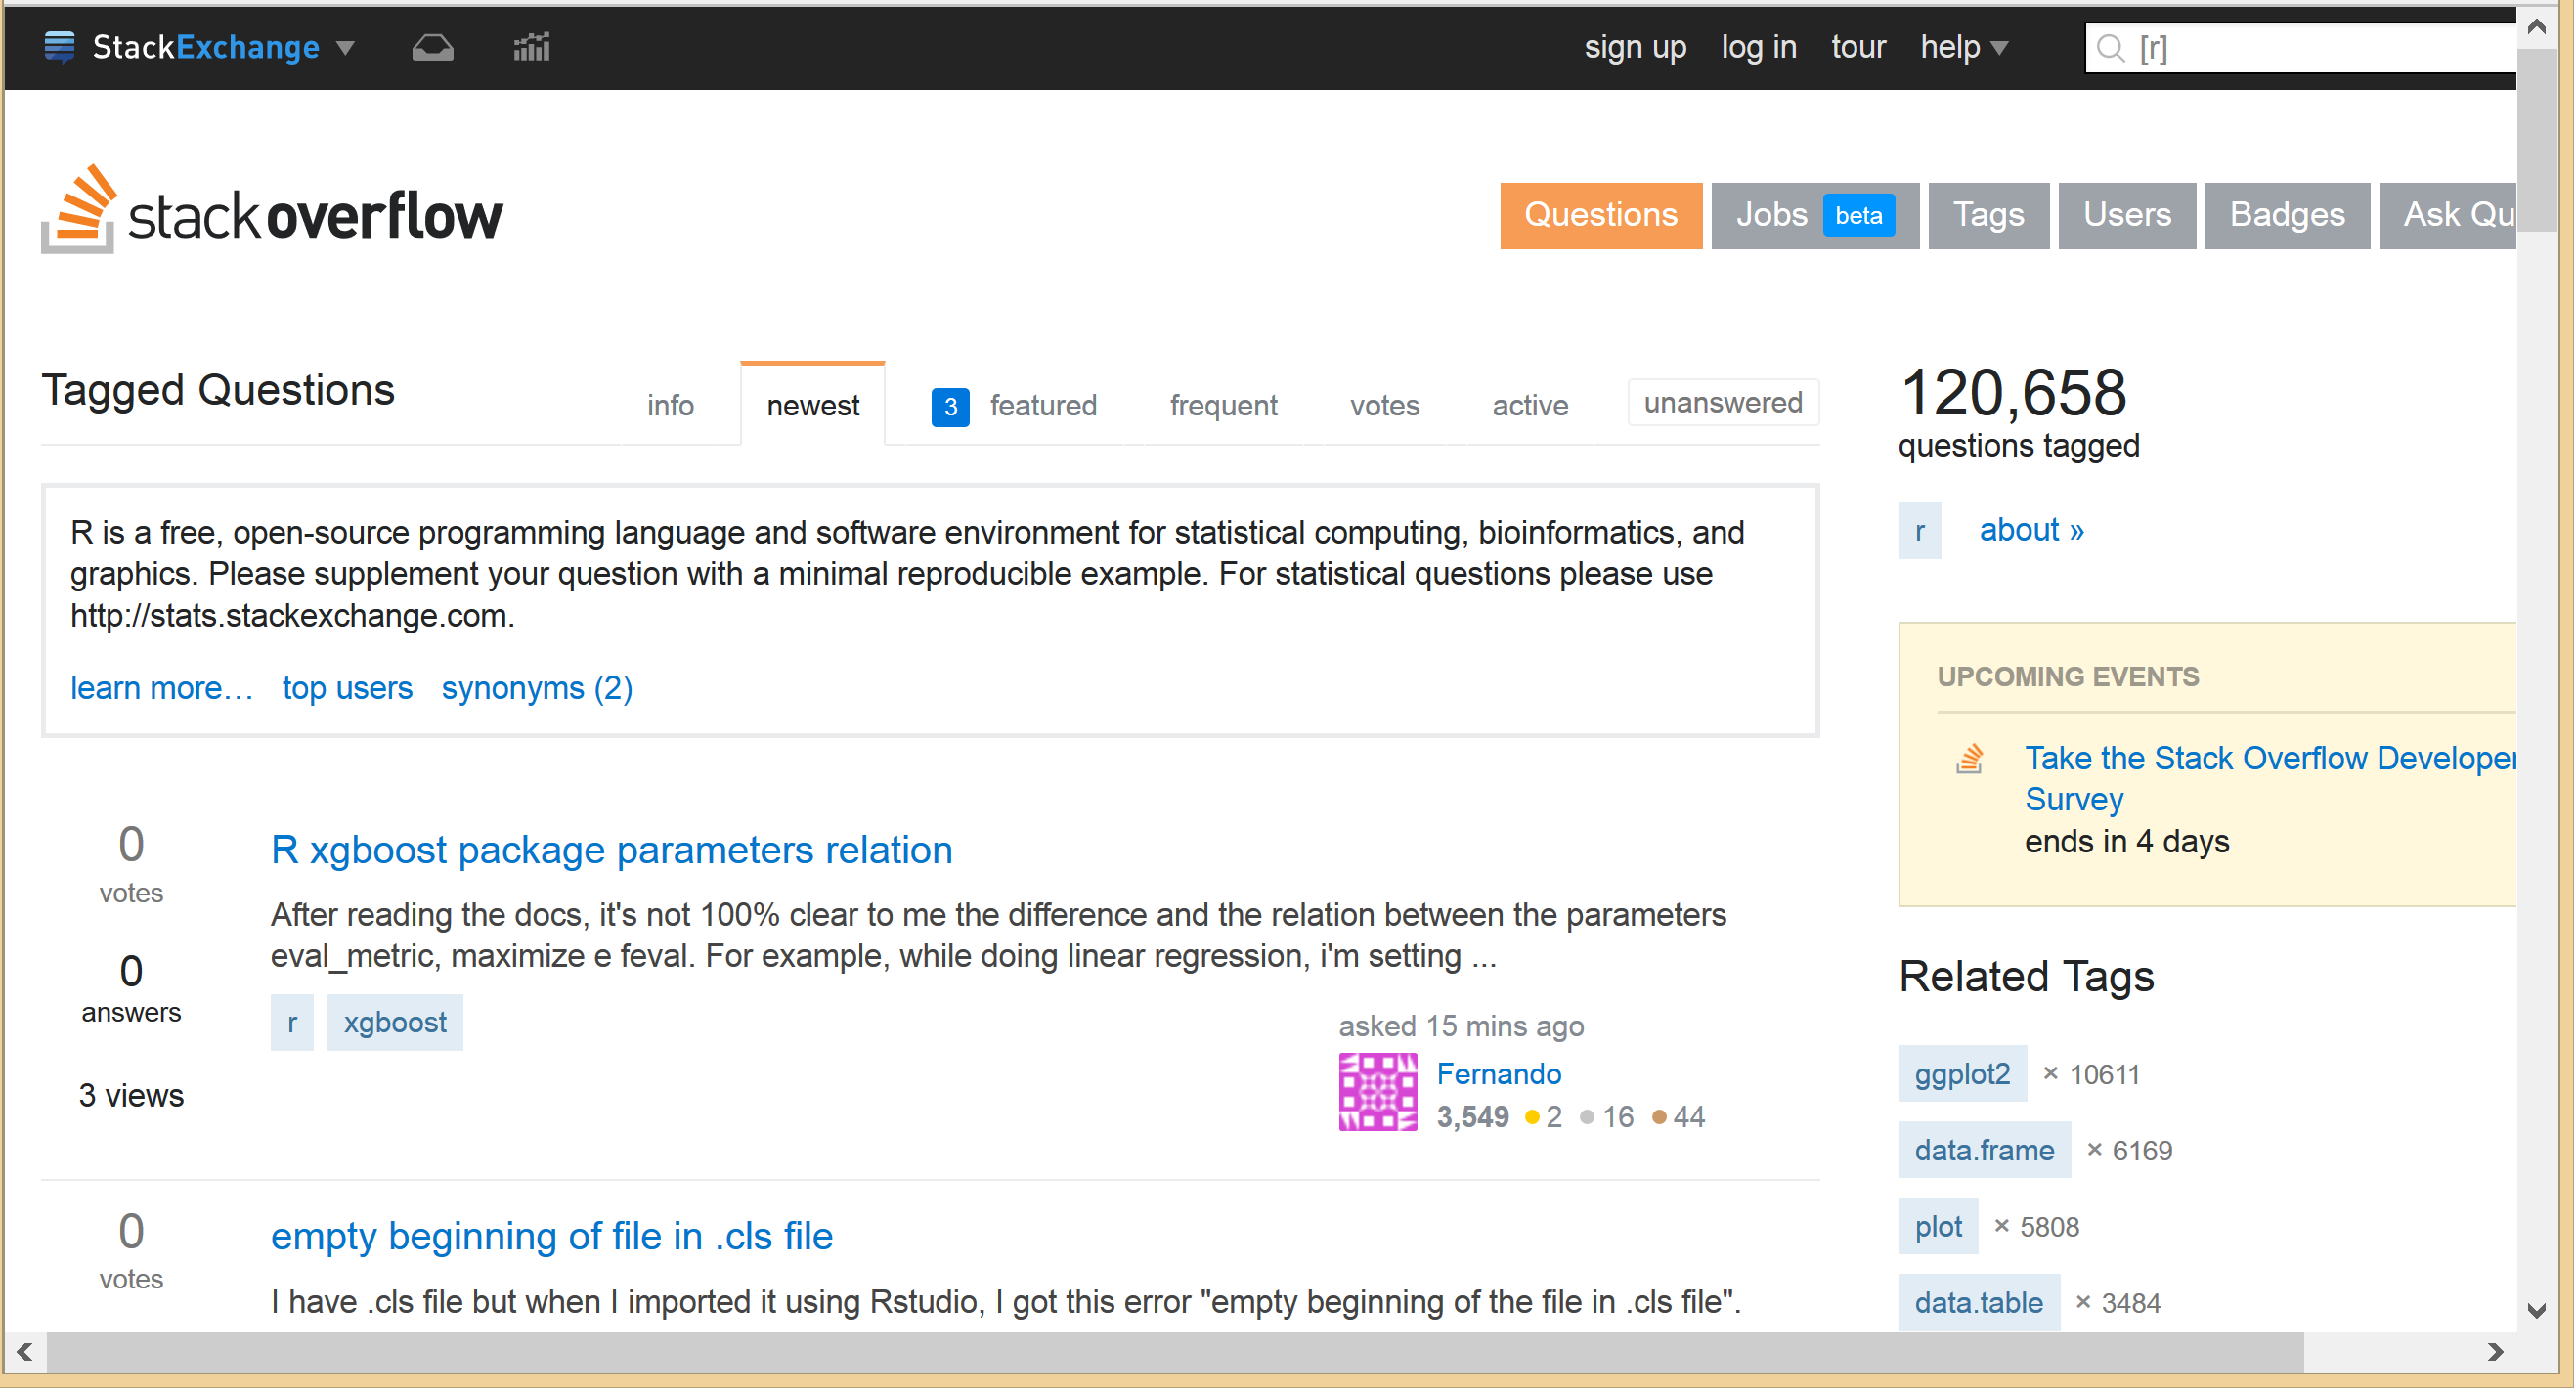 StackExchange
sign up log in tour help [r]
stackoverflow
Questions Jobs beta Tags Users Badges Ask Qu
Tagged Questions info newest 3 featured frequent votes active unanswered
R is a free, open-source programming language and software environment for statistical computing, bioinformatics, and
graphics. Please supplement your question with a minimal reproducible example. For statistical questions please use
http://stats.stackexchange.com.
learn more… top users synonyms (2)
0
votes
0
answers
3 views
R xgboost package parameters relation
After reading the docs, it's not 100% clear to me the difference and the relation between the parameters
eval_metric, maximize e feval. For example, while doing linear regression, i'm setting ...
r xgboost
asked 15 mins ago
Fernando
3,549 2 16 44
0
votes
empty beginning of file in .cls file
I have .cls file but when I imported it using Rstudio, I got this error "empty beginning of the file in .cls file".
120,658
questions tagged
r about »
UPCOMING EVENTS
Take the Stack Overflow Developer
Survey
ends in 4 days
Related Tags
ggplot2 × 10611
data.frame × 6169
plot × 5808
data.table × 3484